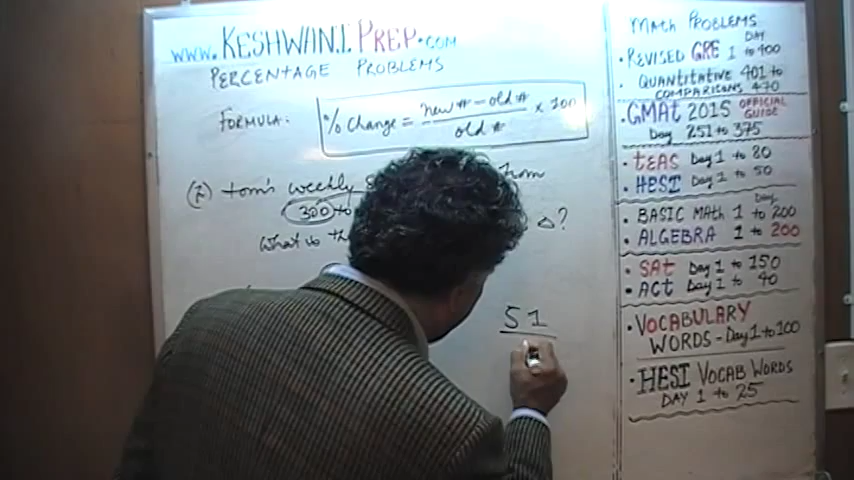 www.KESHWANIPREP.COM
PERCENTAGE PROBLEMS
FORMULA: % Change = new # - old # / old # × 100
(2) Tom's weekly from
300 to Δ?
What is the
51
MATH PROBLEMS
DAY
• REVISED GRE 1 to 400
• QUANTITATIVE 401 to
COMPARISONS 470
• GMAT 2015 OFFICIAL GUIDE
Day 251 to 375
• TEAS Day 1 to 80
• HESI Day 1 to 50
Day
• BASIC MATH 1 to 200
• ALGEBRA 1 to 200
• SAT Day 1 to 150
• ACT Day 1 to 40
• VOCABULARY
WORDS - Day 1 to 100
• HESI VOCAB WORDS
DAY 1 to 25